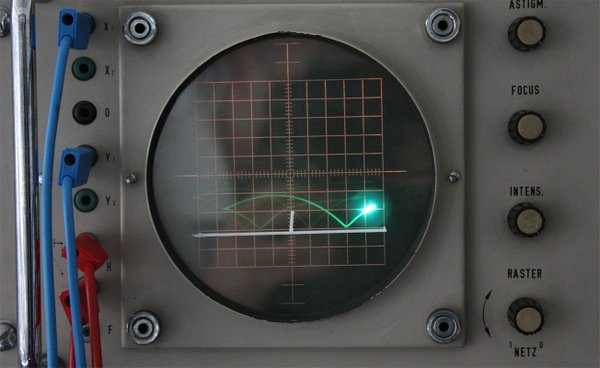 X₁
X₂
0
Y₁
Y₂
H
F
ASTIGM.
FOCUS
INTENS.
RASTER
1 NETZ 0